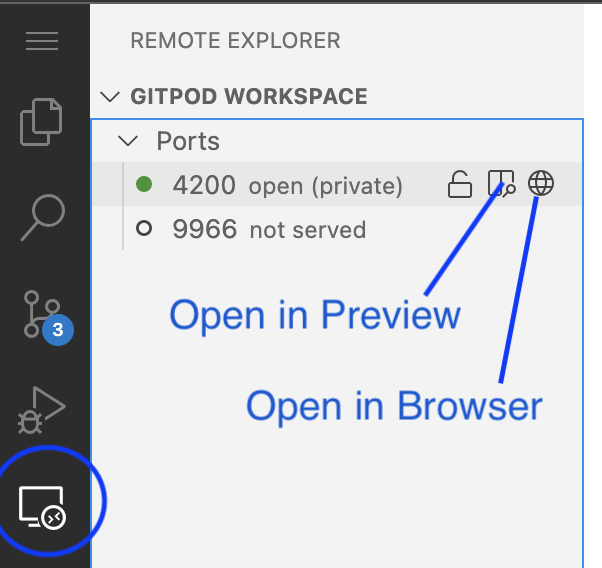 REMOTE EXPLORER
GITPOD WORKSPACE
Ports
4200 open (private)
9966 not served
Open in Preview
3
Open in Browser